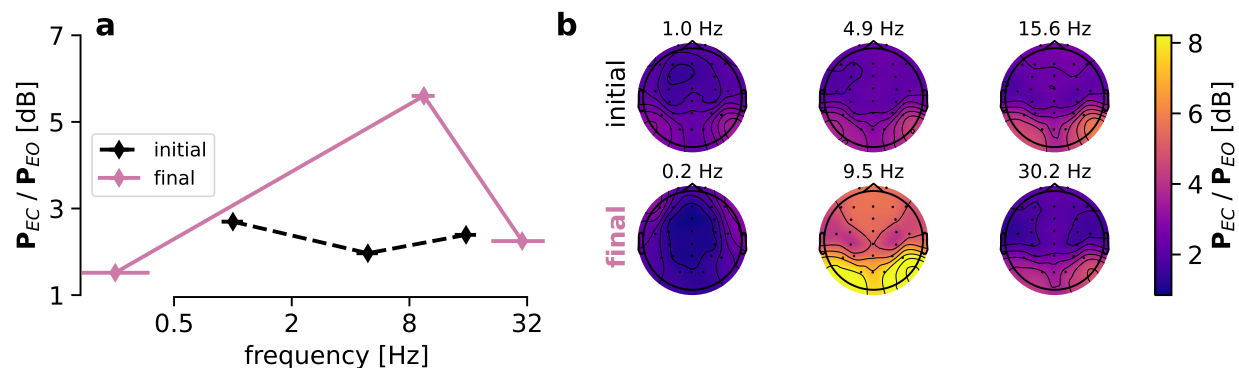 a
7
5
3
1
P_EC / P_EO [dB]
initial
final
0.5 2 8 32
frequency [Hz]
b
initial
1.0 Hz 4.9 Hz 15.6 Hz
final
0.2 Hz 9.5 Hz 30.2 Hz
8
6
4
2
P_EC / P_EO [dB]